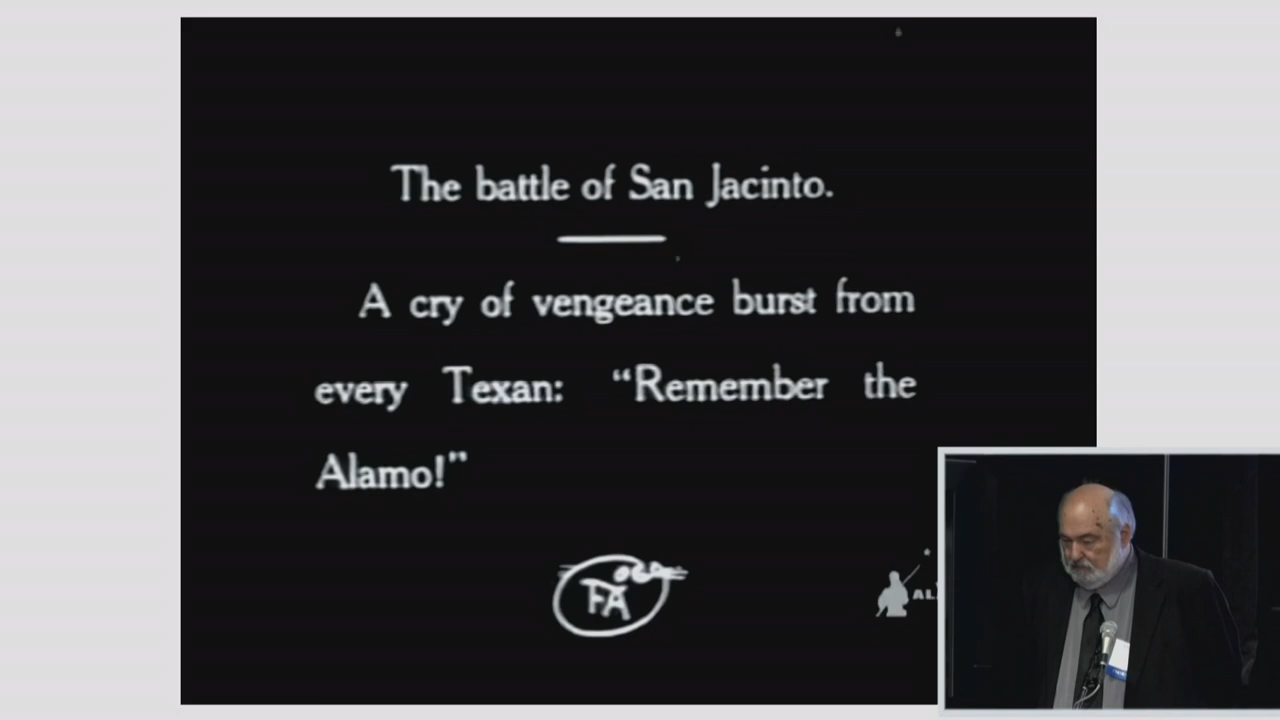 The battle of San Jacinto.
A cry of vengeance burst from
every Texan: “Remember the
Alamo!”
FA